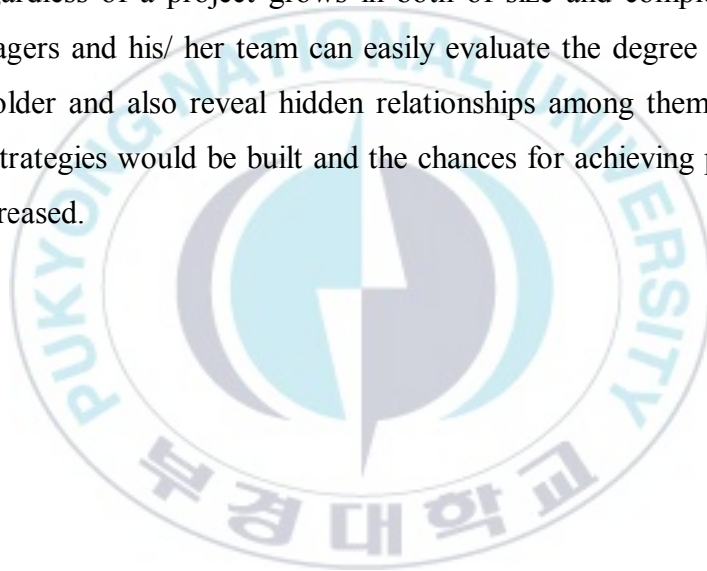 gardless of a project grows in both of size and comple
agers and his/ her team can easily evaluate the degree
older and also reveal hidden relationships among them
trategies would be built and the chances for achieving p
reased.
PUKYONG NATIONAL UNIVERSITY
부경대학교